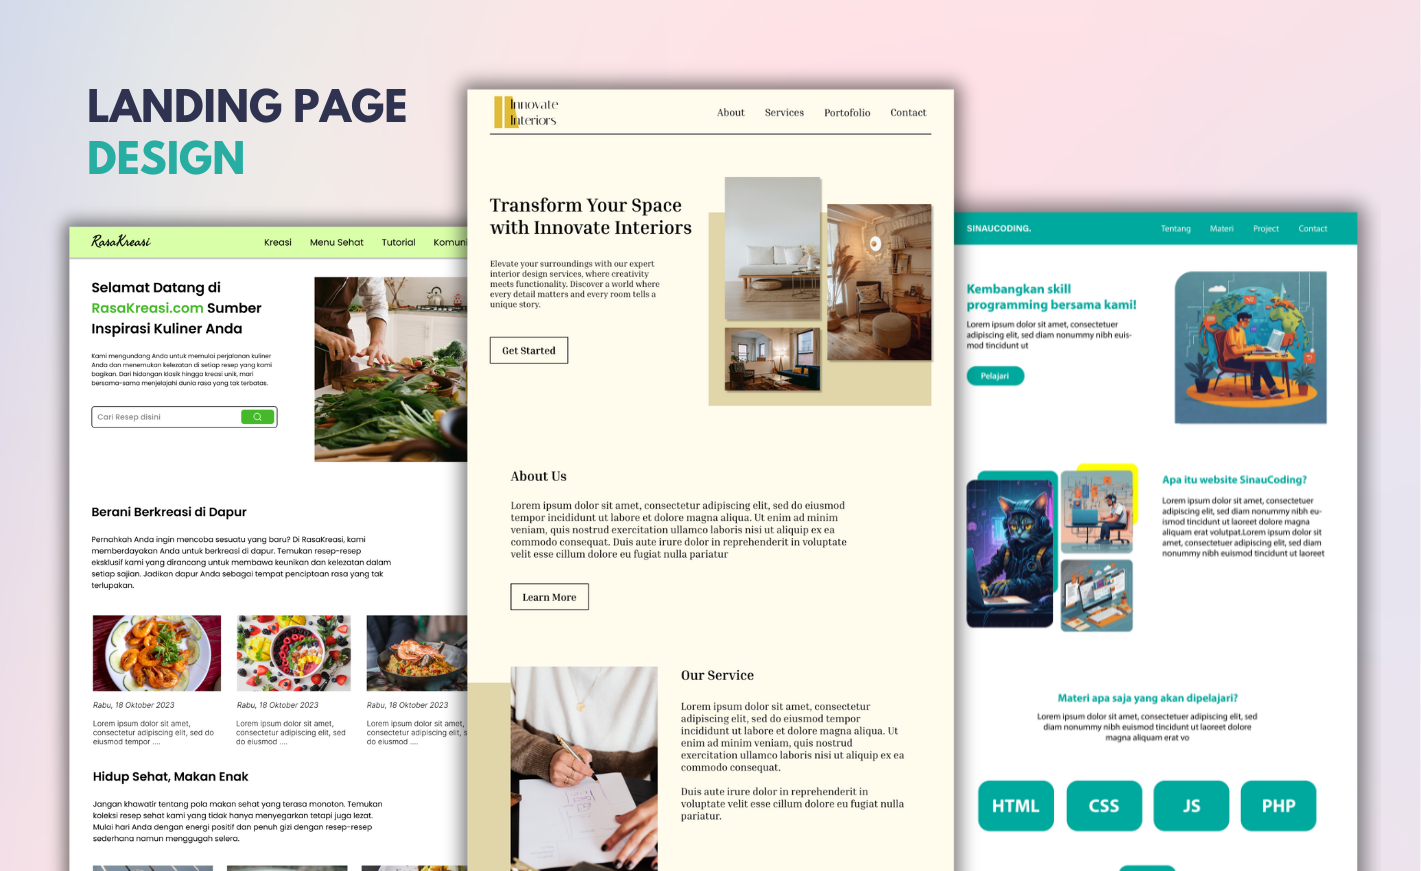 LANDING PAGE
DESIGN
RasaKreasi
Kreasi
Menu Sehat
Tutorial
Selamat Datang di
RasaKreasi.com Sumber
Inspirasi Kuliner Anda
Kami mengundang Anda untuk memulai perjalanan kuliner
Anda dan menemukan kelezatan di setiap resep yang kami
bagikan. Dari hidangan klasik hingga kreasi unik, mari
bersama-sama menjelajahi dunia rasa yang tak terbatas.
Cari Resep disini
Berani Berkreasi di Dapur
Pernahkah Anda ingin mencoba sesuatu yang baru? Di RasaKreasi, kami
memberdayakan Anda untuk berkreasi di dapur. Temukan resep-resep
eksklusif kami yang dirancang untuk membawa keunikan dan kelezatan dalam
setiap sajian. Jadikan dapur Anda sebagai tempat penciptaan rasa yang tak
terlupakan.
Rabu, 18 Oktober 2023
Lorem ipsum dolor sit amet,
consectetur adipiscing elit, sed do
eiusmod tempor ....
Rabu, 18 Oktober 2023
Lorem ipsum dolor sit amet,
consectetur adipiscing elit, sed
do eiusmod ....
Rabu, 18 Oktober 2023
Lorem ipsum dolor sit amet,
consectetur adipiscing elit, s
do eiusmod ....
Hidup Sehat, Makan Enak
Jangan khawatir tentang pola makan sehat yang terasa monoton. Temukan
koleksi resep sehat kami yang tidak hanya menyegarkan tetapi juga lezat.
Mulai hari Anda dengan energi positif dan penuh gizi dengan resep-resep
sederhana namun menggugah selera.
Innovate
Interiors
About
Services
Portofolio
Contact
Transform Your Space
with Innovate Interiors
Elevate your surroundings with our expert
interior design services, where creativity
meets functionality. Discover a world where
every detail matters and every room tells a
unique story.
Get Started
About Us
Lorem ipsum dolor sit amet, consectetur adipiscing elit, sed do eiusmod
tempor incididunt ut labore et dolore magna aliqua. Ut enim ad minim
veniam, quis nostrud exercitation ullamco laboris nisi ut aliquip ex ea
commodo consequat. Duis aute irure dolor in reprehenderit in voluptate
velit esse cillum dolore eu fugiat nulla pariatur
Learn More
Our Service
Lorem ipsum dolor sit amet, consectetur
adipiscing elit, sed do eiusmod tempor
incididunt ut labore et dolore magna aliqua. Ut
enim ad minim veniam, quis nostrud
exercitation ullamco laboris nisi ut aliquip ex ea
commodo consequat.
Duis aute irure dolor in reprehenderit in
voluptate velit esse cillum dolore eu fugiat nulla
pariatur.
SINAUCODING.
Tentang
Materi
Project
Contact
Kembangkan skill
programming bersama kami!
Lorem ipsum dolor sit amet, consectetuer
adipiscing elit, sed diam nonummy nibh euis-
mod tincidunt ut
Pelajari
Apa itu website SinauCoding?
Lorem ipsum dolor sit amet, consectetuer
adipiscing elit, sed diam nonummy nibh eu-
ismod tincidunt ut laoreet dolore magna
aliquam erat volutpat.Lorem ipsum dolor sit
amet, consectetuer adipiscing elit, sed diam
nonummy nibh euismod tincidunt ut laoreet
Materi apa saja yang akan dipelajari?
Lorem ipsum dolor sit amet, consectetuer adipiscing elit, sed
diam nonummy nibh euismod tincidunt ut laoreet dolore
magna aliquam erat vo
HTML
CSS
JS
PHP